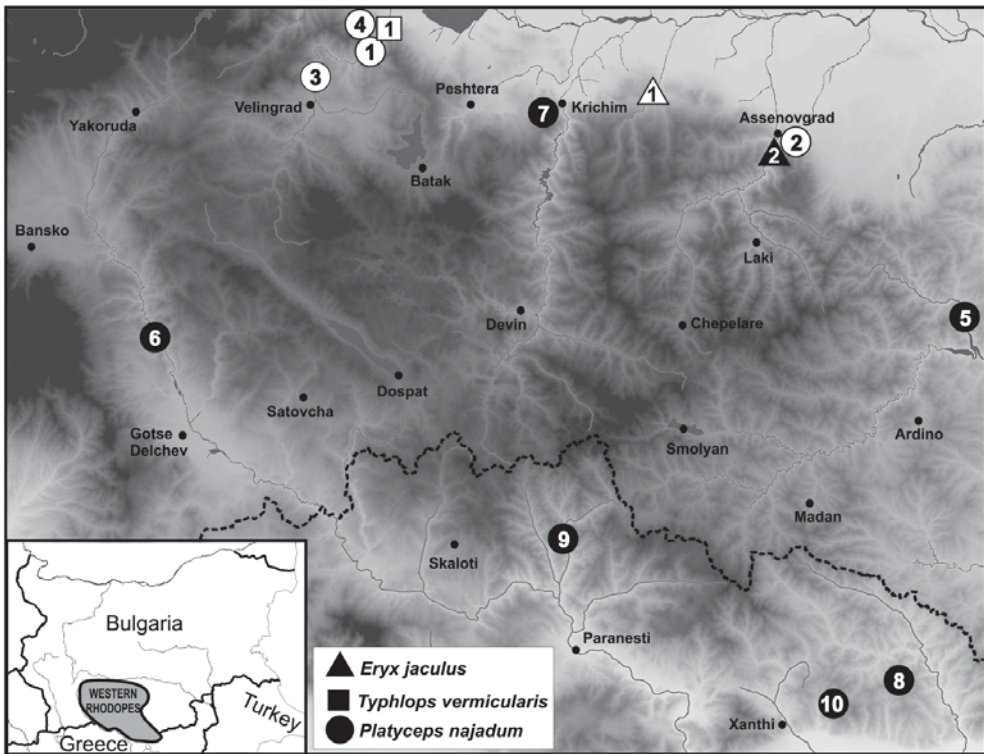 4
1
1
3
Velingrad
Peshtera
7
Krichim
1
Yakoruda
Assenovgrad
2
2
Batak
Bansko
Laki
6
Devin
Chepelare
5
Dospat
Satovcha
Gotse
Delchev
Smolyan
Ardino
Madan
9
Skaloti
Paranesti
8
10
Xanthi
Bulgaria
WESTERN
RHODOPES
Turkey
Greece
Eryx jaculus
Typhlops vermicularis
Platyceps najadum